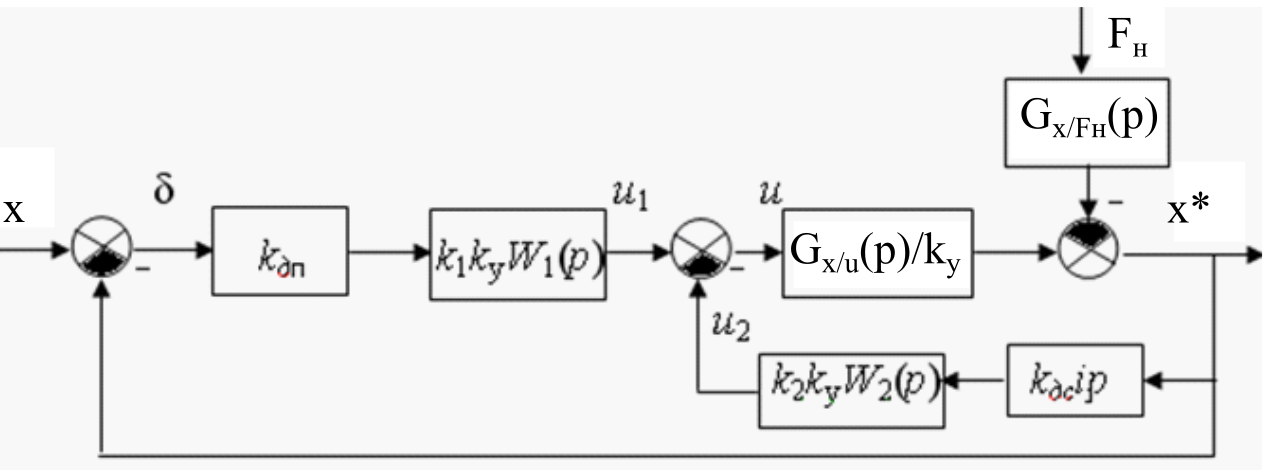 Fн
Gx/Fн(p)
–
x
δ
u1
u
x*
kдп
k1kyW1(p)
Gx/u(p)/ky
–
–
u2
k2kyW2(p)
kдсip